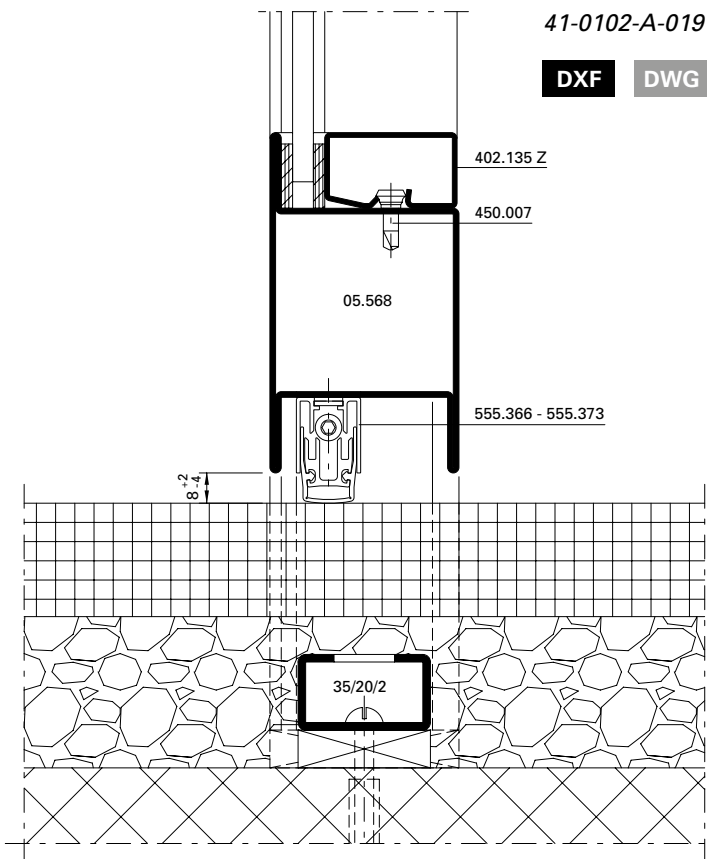 41-0102-A-019
DXF DWG
402.135 Z
450.007
05.568
555.366 - 555.373
8 +2 -4
35/20/2